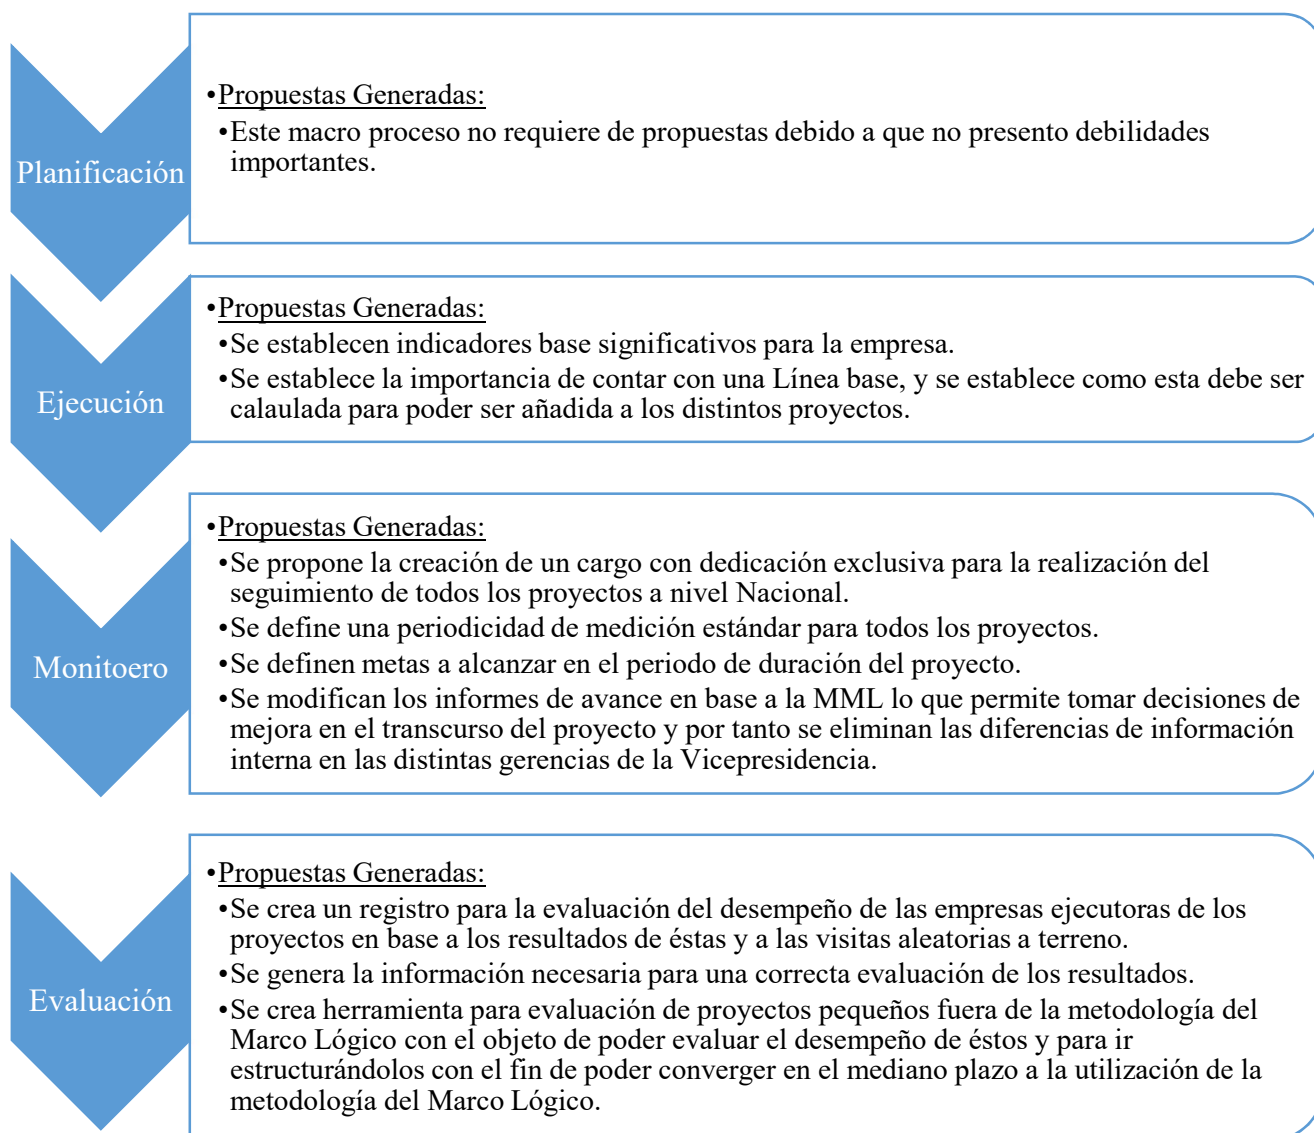 Planificación
•Propuestas Generadas:
•Este macro proceso no requiere de propuestas debido a que no presento debilidades
importantes.
Ejecución
•Propuestas Generadas:
•Se establecen indicadores base significativos para la empresa.
•Se establece la importancia de contar con una Línea base, y se establece como esta debe ser
calaulada para poder ser añadida a los distintos proyectos.
Monitoero
•Propuestas Generadas:
•Se propone la creación de un cargo con dedicación exclusiva para la realización del
seguimiento de todos los proyectos a nivel Nacional.
•Se define una periodicidad de medición estándar para todos los proyectos.
•Se definen metas a alcanzar en el periodo de duración del proyecto.
•Se modifican los informes de avance en base a la MML lo que permite tomar decisiones de
mejora en el transcurso del proyecto y por tanto se eliminan las diferencias de información
interna en las distintas gerencias de la Vicepresidencia.
Evaluación
•Propuestas Generadas:
•Se crea un registro para la evaluación del desempeño de las empresas ejecutoras de los
proyectos en base a los resultados de éstas y a las visitas aleatorias a terreno.
•Se genera la información necesaria para una correcta evaluación de los resultados.
•Se crea herramienta para evaluación de proyectos pequeños fuera de la metodología del
Marco Lógico con el objeto de poder evaluar el desempeño de éstos y para ir
estructurándolos con el fin de poder converger en el mediano plazo a la utilización de la
metodología del Marco Lógico.